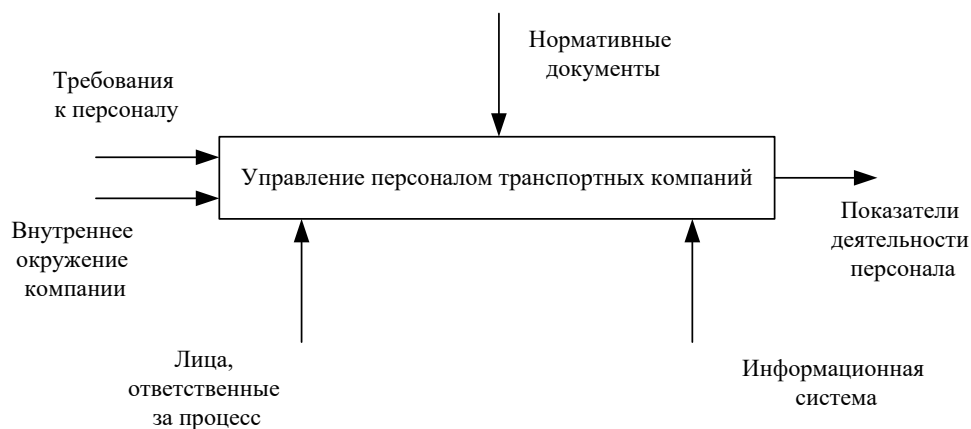 Нормативные
документы
Требования
к персоналу
Управление персоналом транспортных компаний
Внутреннее
окружение
компании
Показатели
деятельности
персонала
Лица,
ответственные
за процесс
Информационная
система